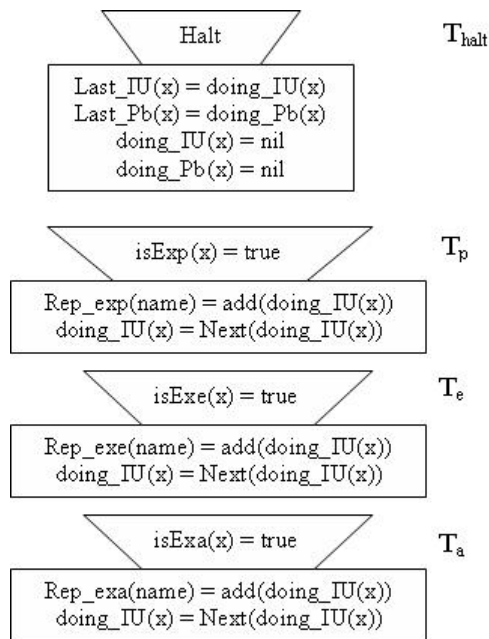 Halt
T_halt
Last_IU(x) = doing_IU(x)
Last_Pb(x) = doing_Pb(x)
doing_IU(x) = nil
doing_Pb(x) = nil
isExp(x) = true
T_p
Rep_exp(name) = add(doing_IU(x))
doing_IU(x) = Next(doing_IU(x))
isExe(x) = true
T_e
Rep_exe(name) = add(doing_IU(x))
doing_IU(x) = Next(doing_IU(x))
isExa(x) = true
T_a
Rep_exa(name) = add(doing_IU(x))
doing_IU(x) = Next(doing_IU(x))